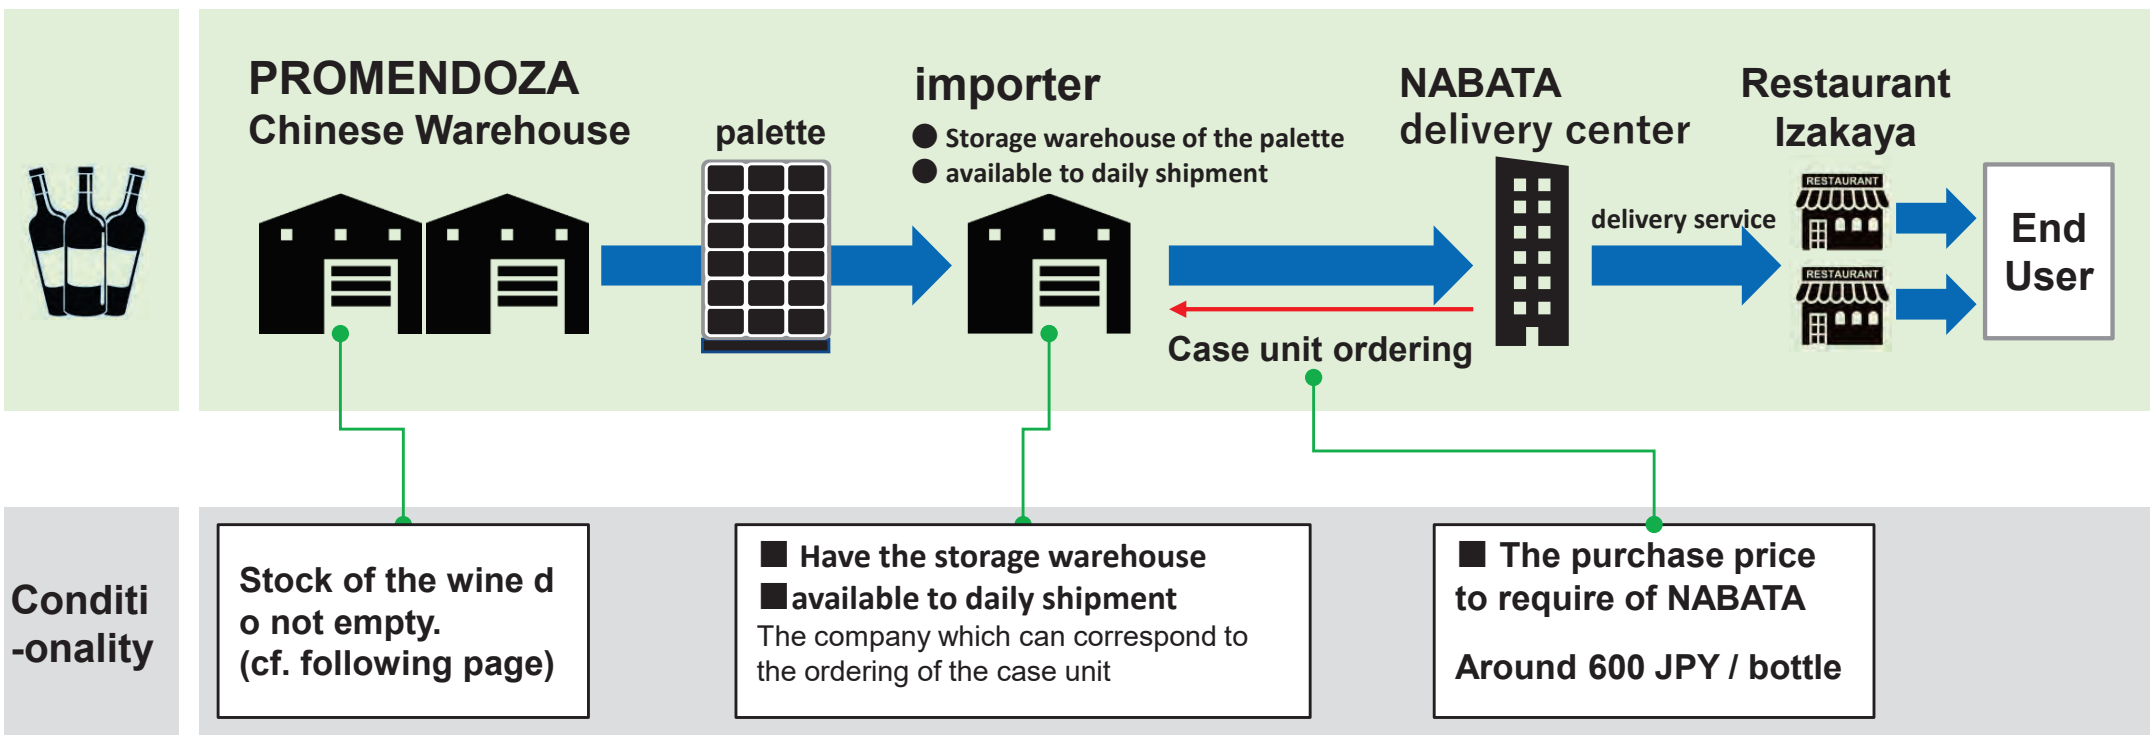 PROMENDOZA
Chinese Warehouse
palette
importer
● Storage warehouse of the palette
● available to daily shipment
NABATA
delivery center
Restaurant
Izakaya
RESTAURANT
delivery service
RESTAURANT
End
User
Case unit ordering
Conditi
-onality
Stock of the wine d
o not empty.
(cf. following page)
■ Have the storage warehouse
■available to daily shipment
The company which can correspond to
the ordering of the case unit
■ The purchase price
to require of NABATA
Around 600 JPY / bottle